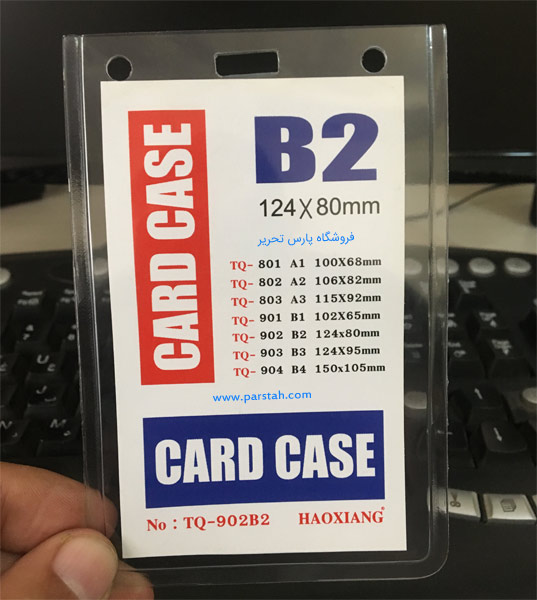 CARD CASE
B2
124X80mm
فروشگاه پارس تحریر
TQ- 801 A1 100X68mm
TQ- 802 A2 106X82mm
TQ- 803 A3 115X92mm
TQ- 901 B1 102X65mm
TQ- 902 B2 124x80mm
TQ- 903 B3 124X95mm
TQ- 904 B4 150x105mm
www.parstah.com
CARD CASE
No : TQ-902B2 HAOXIANG®